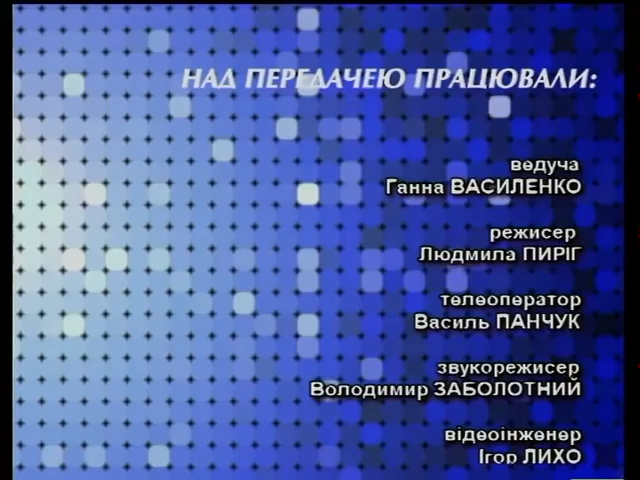 НАД ПЕРЕДАЧЕЮ ПРАЦЮВАЛИ:
ведуча
Ганна ВАСИЛЕНКО
режисер
Людмила ПИРІГ
телеоператор
Василь ПАНЧУК
звукорежисер
Володимир ЗАБОЛОТНИЙ
відеоінженер
Ігор ЛИХО